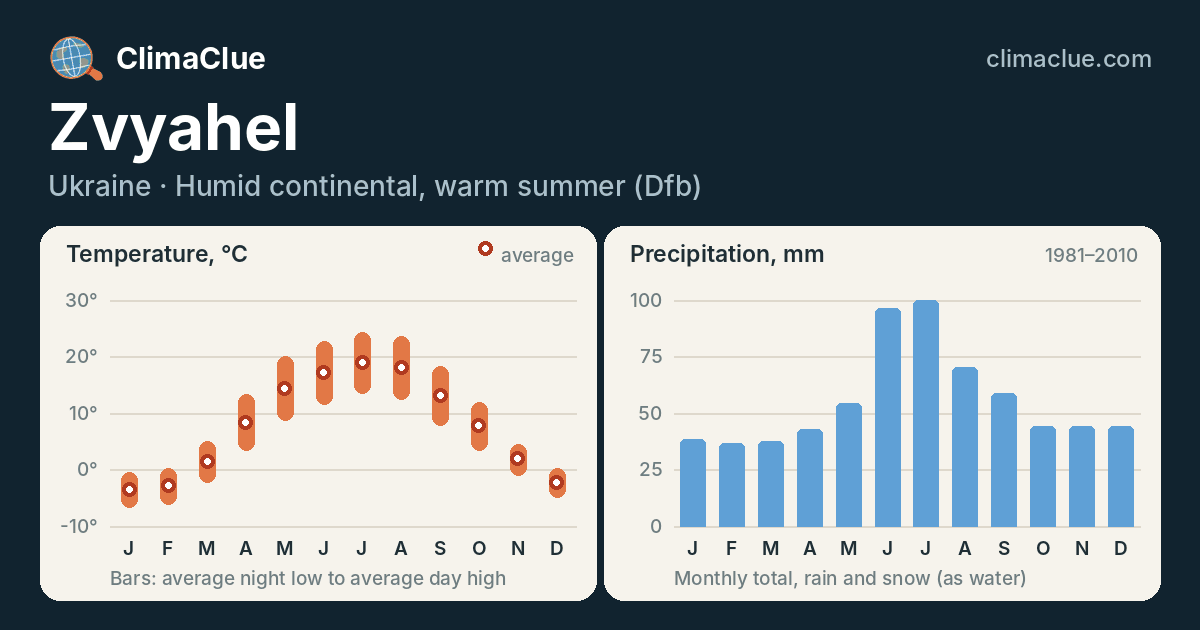 ClimaClue
climaclue.com
Zvyahel
Ukraine · Humid continental, warm summer (Dfb)
Temperature, °C
average
30°
20°
10°
0°
-10°
J F M A M J J A S O N D
Bars: average night low to average day high
Precipitation, mm
1981–2010
100
75
50
25
0
J F M A M J J A S O N D
Monthly total, rain and snow (as water)